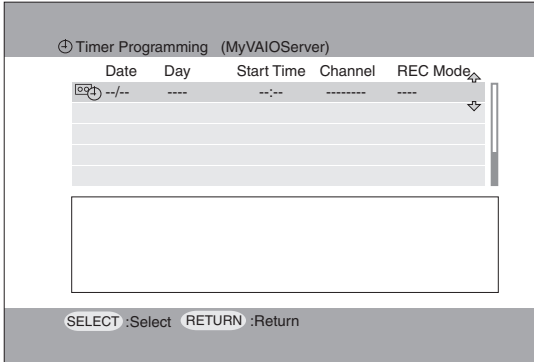 Timer Programming (MyVAIOServer)
Date Day Start Time Channel REC Mode
--/-- ---- --:-- -------- ----
SELECT :Select RETURN :Return